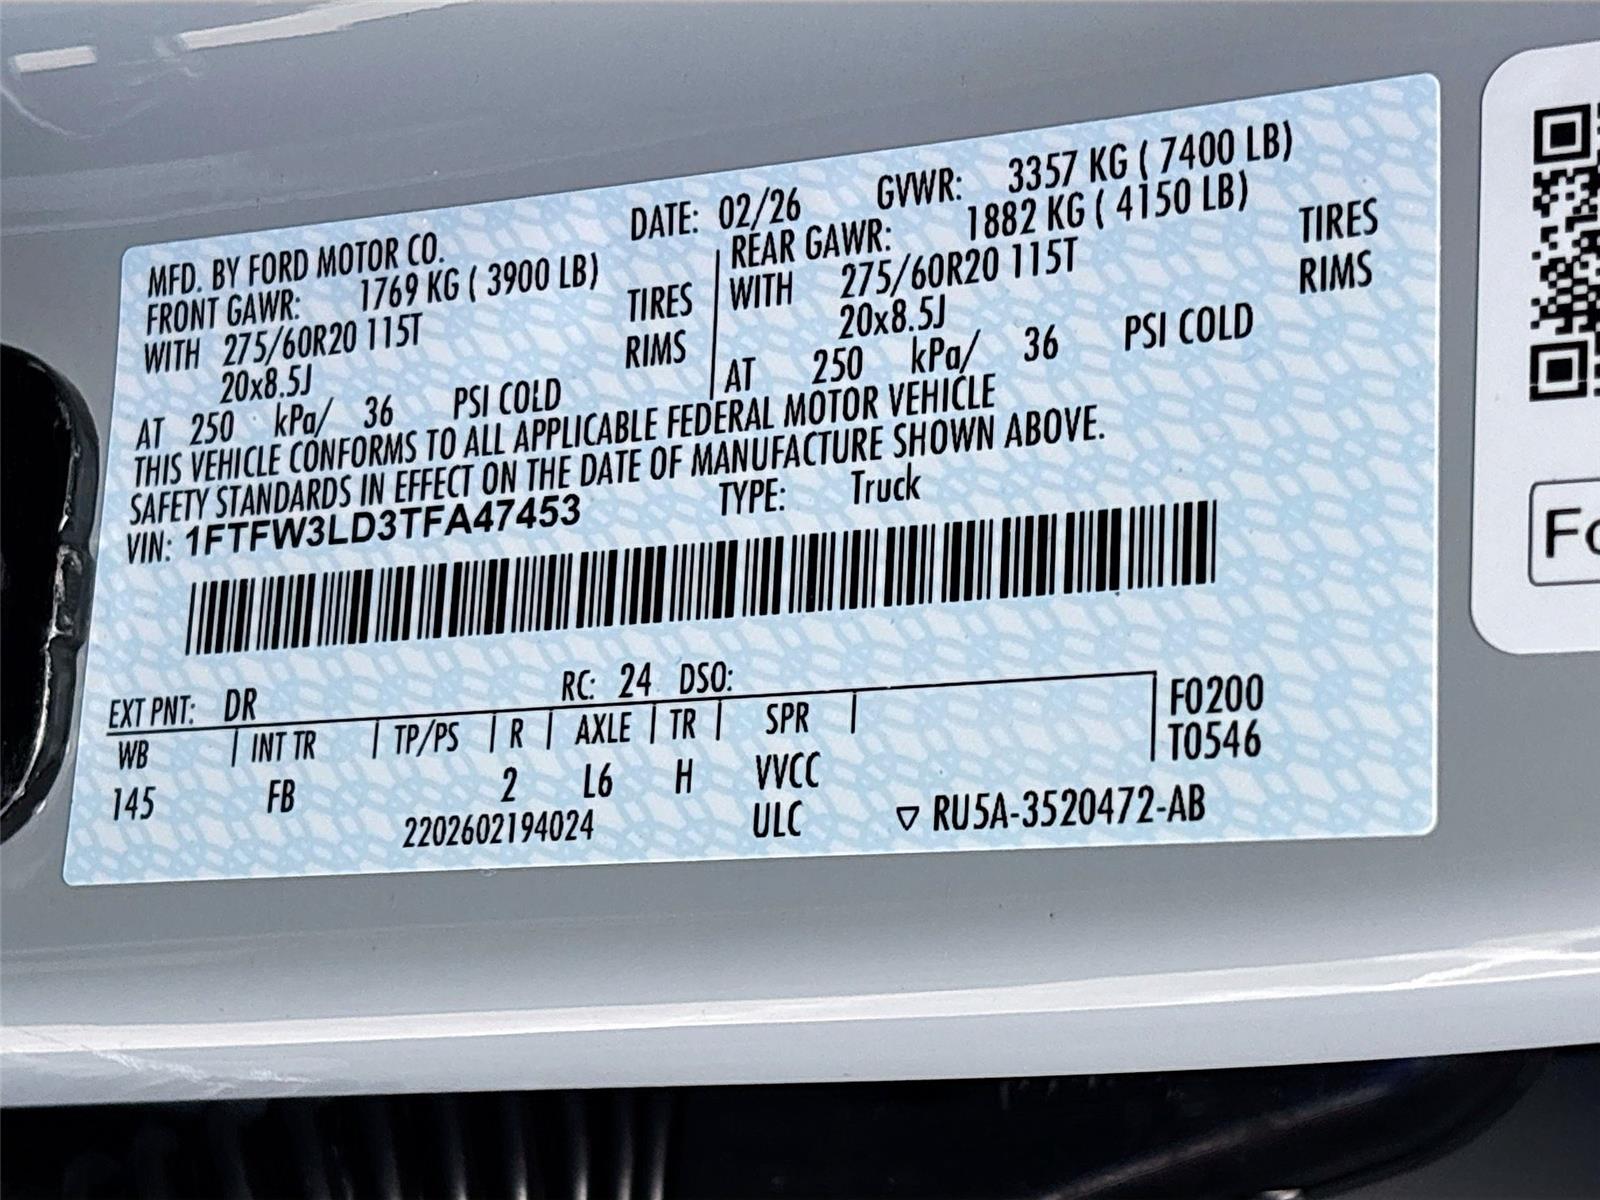 MFD. BY FORD MOTOR CO. DATE: 02/26 GVWR: 3357 KG ( 7400 LB)
FRONT GAWR: 1769 KG ( 3900 LB)
WITH 275/60R20 115T TIRES
20x8.5J RIMS
AT 250 kPa/ 36 PSI COLD
REAR GAWR: 1882 KG ( 4150 LB)
WITH 275/60R20 115T TIRES
20x8.5J RIMS
AT 250 kPa/ 36 PSI COLD
THIS VEHICLE CONFORMS TO ALL APPLICABLE FEDERAL MOTOR VEHICLE
SAFETY STANDARDS IN EFFECT ON THE DATE OF MANUFACTURE SHOWN ABOVE.
VIN: 1FTFW3LD3TFA47453 TYPE: Truck
EXT PNT: DR RC: 24 DSO:
WB INT TR TP/PS R AXLE TR SPR
145 FB 2 L6 H VVCC
F0200
T0546
2202602194024 ULC ▽ RU5A-3520472-AB